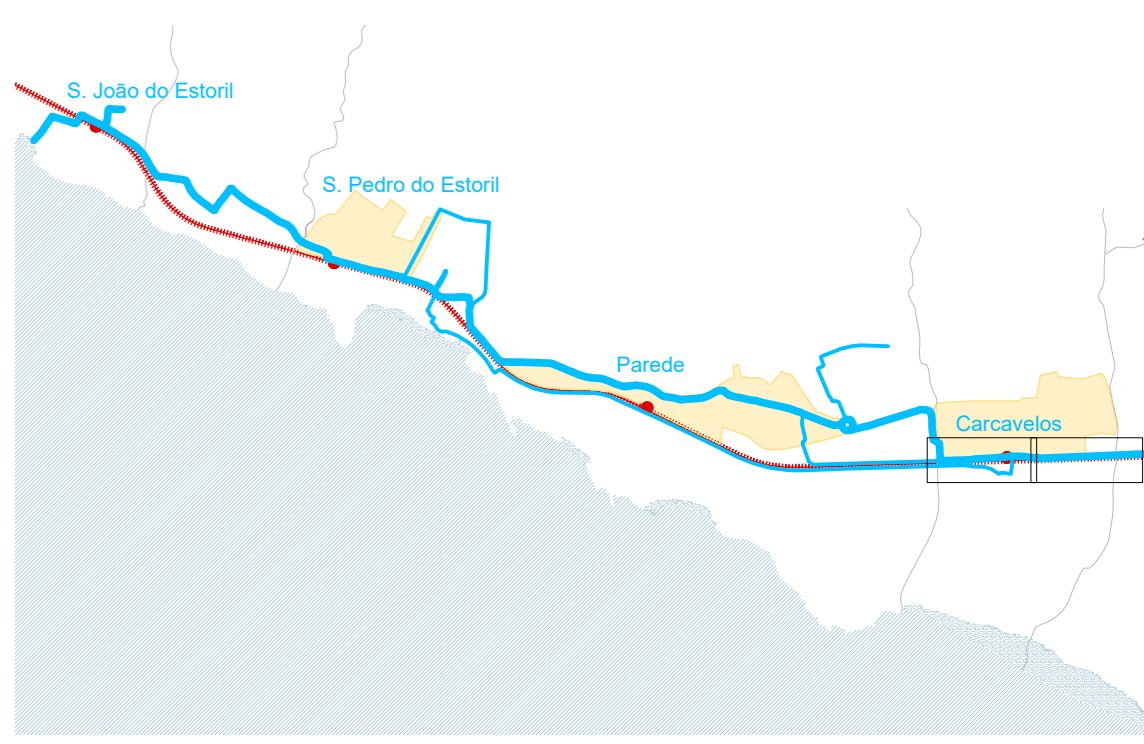 S. João do Estoril
S. Pedro do Estoril
Parede
Carcavelos